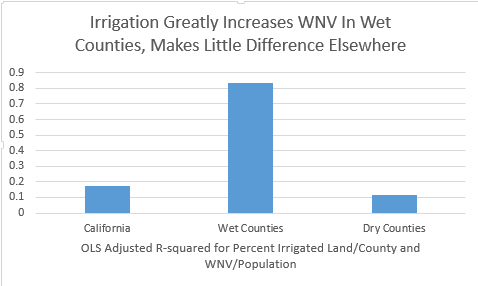 Irrigation Greatly Increases WNV In Wet
Counties, Makes Little Difference Elsewhere
0.9
0.8
0.7
0.6
0.5
0.4
0.3
0.2
0.1
0
California Wet Counties Dry Counties
OLS Adjusted R-squared for Percent Irrigated Land/County and
WNV/Population